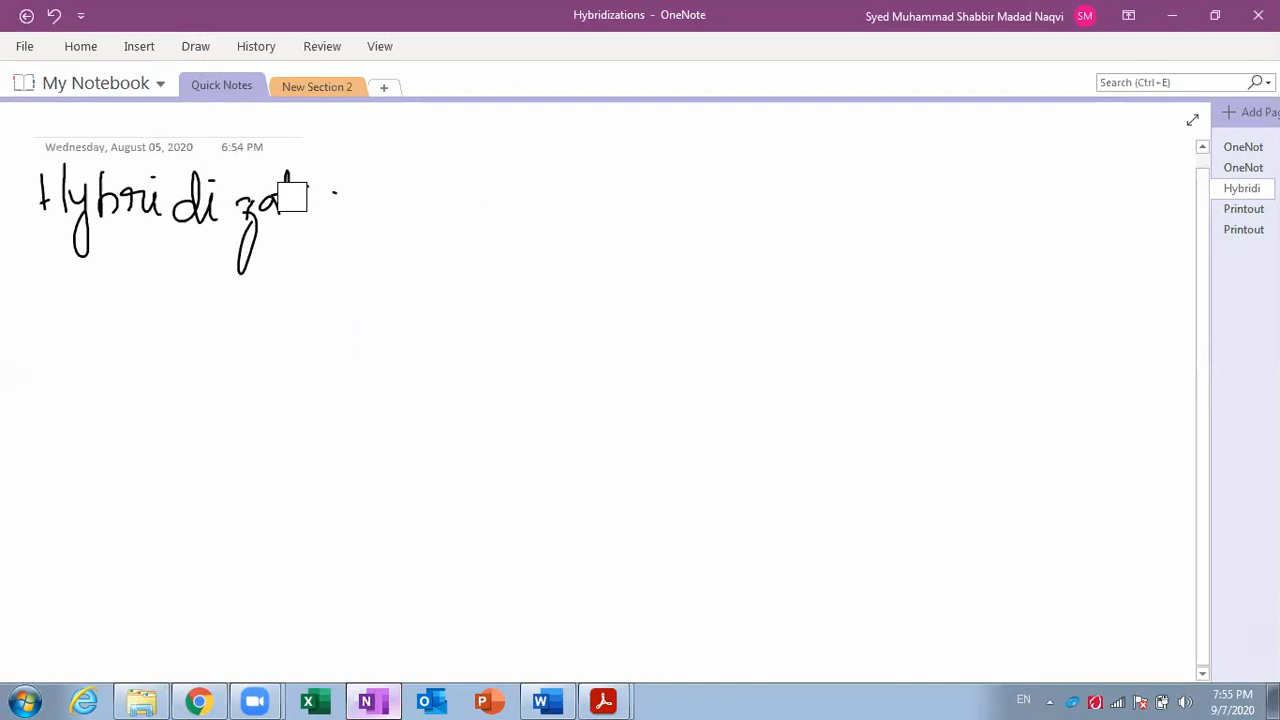 Hybridizations - OneNote
Syed Muhammad Shabbir Madad Naqvi
SM
File Home Insert Draw History Review View
My Notebook
Quick Notes
New Section 2
Search (Ctrl+E)
Add Pag
Wednesday, August 05, 2020 6:54 PM
OneNot
OneNot
Hybridi
Printout
Printout
EN
7:55 PM
9/7/2020